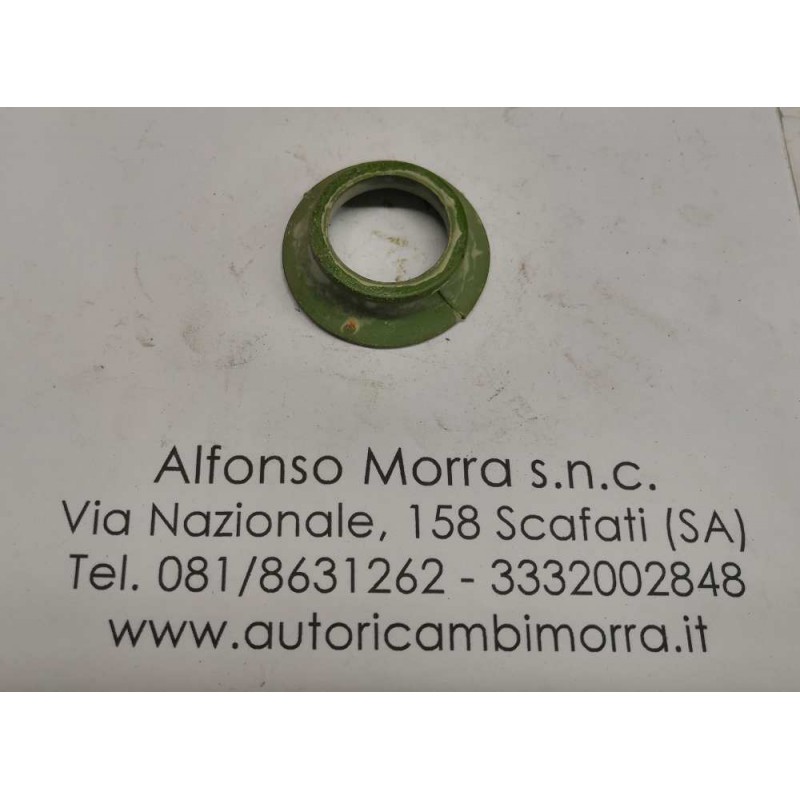 Alfonso Morra s.n.c.
Via Nazionale, 158 Scafati (SA)
Tel. 081/8631262 - 3332002848
www.autoricambimorra.it